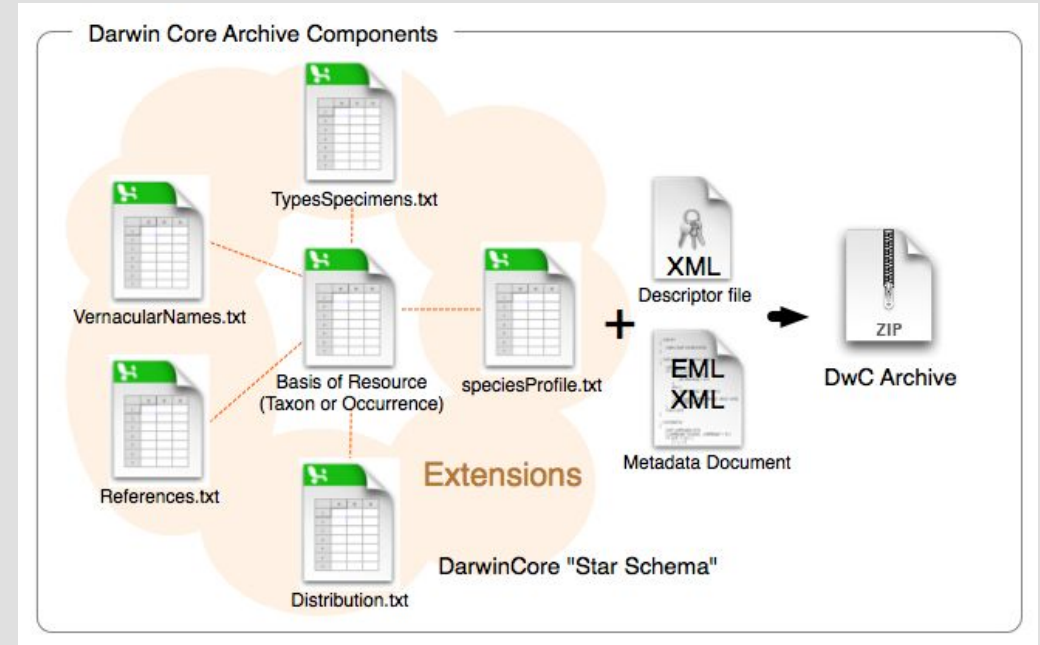 Darwin Core Archive Components
TypesSpecimens.txt
VernacularNames.txt
Basis of Resource
(Taxon or Occurrence)
speciesProfile.txt
References.txt
Distribution.txt
Extensions
DarwinCore "Star Schema"
+
XML
Descriptor file
EML
XML
Metadata Document
ZIP
DwC Archive